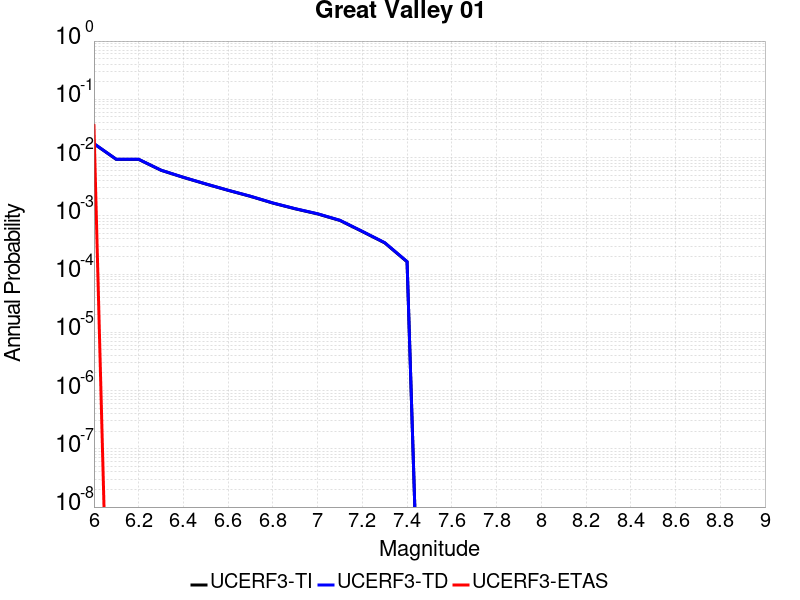 Great Valley 01
10^0
10^-1
10^-2
10^-3
10^-4
10^-5
10^-6
10^-7
10^-8
Annual Probability
6 6.2 6.4 6.6 6.8 7 7.2 7.4 7.6 7.8 8 8.2 8.4 8.6 8.8 9
Magnitude
UCERF3-TI UCERF3-TD UCERF3-ETAS